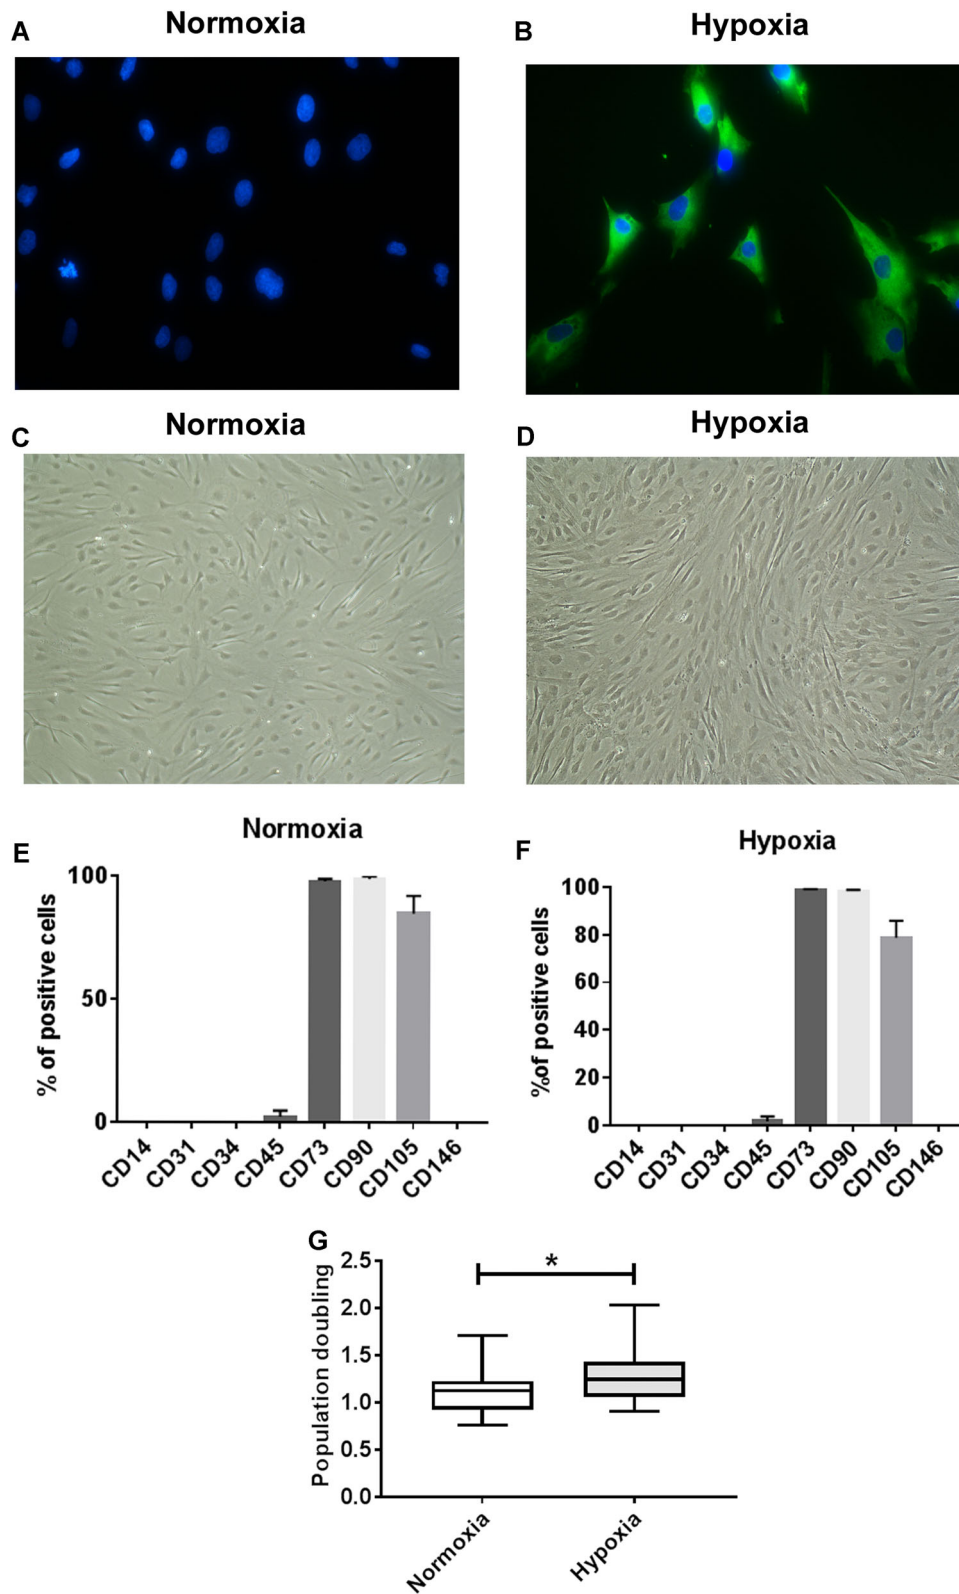 A
Normoxia
B
Hypoxia
C
Normoxia
D
Hypoxia
E
Normoxia
% of positive cells
100
50
0
CD14
CD31
CD34
CD45
CD73
CD90
CD105
CD146
F
Hypoxia
%of positive cells
100
80
60
40
20
0
CD14
CD31
CD34
CD45
CD73
CD90
CD105
CD146
G
Population doubling
2.5
2.0
1.5
1.0
0.5
0.0
*
Normoxia
Hypoxia